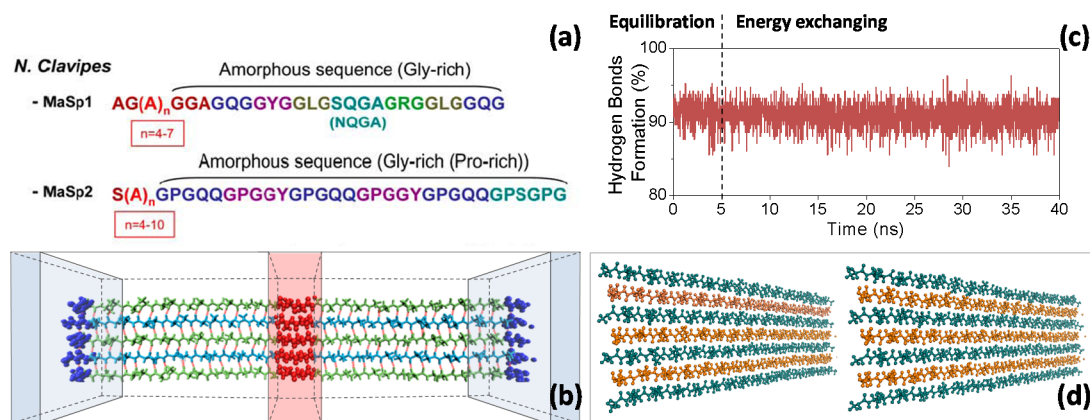 (a)
N. Clavipes
Amorphous sequence (Gly-rich)
- MaSp1 AG(A)nGGAGQGGYGGLGSQGAGRGGLGGQG
(NQGA)
n=4-7
Amorphous sequence (Gly-rich (Pro-rich))
- MaSp2 S(A)nGPGQQGPGGYGPGQQGPGGYGPGQQGPSGPG
n=4-10
Equilibration Energy exchanging
(c)
Hydrogen Bonds
Formation (%)
100
90
80
0 5 10 15 20 25 30 35 40
Time (ns)
(b)
(d)